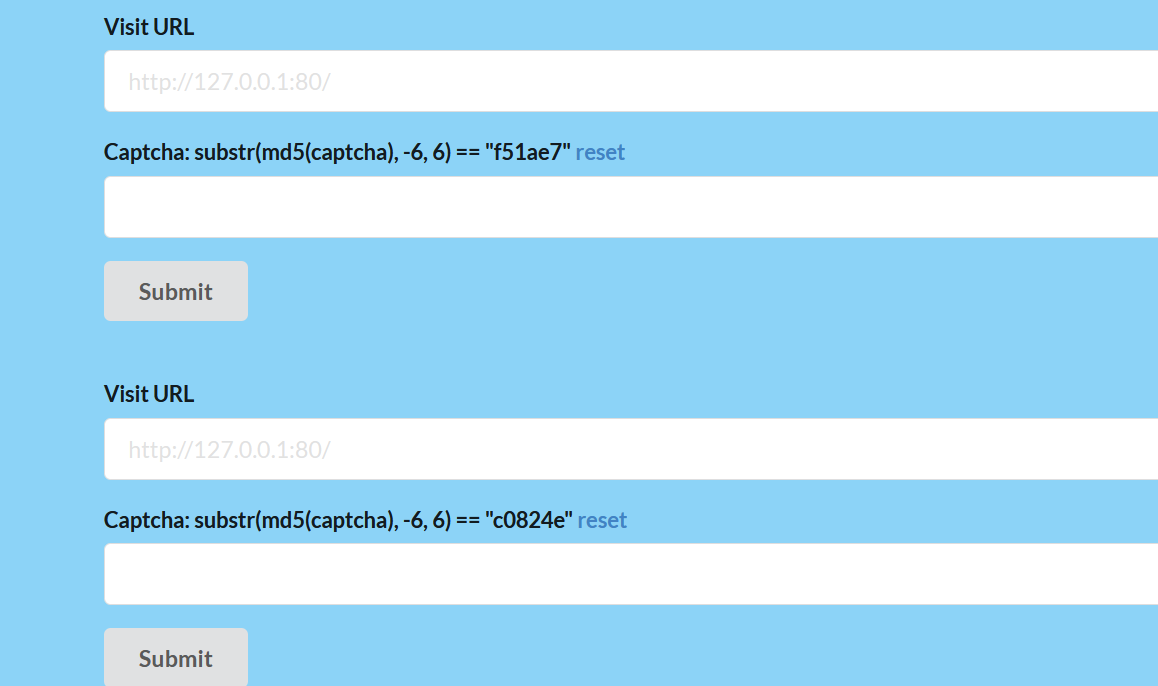 Visit URL
http://127.0.0.1:80/
Captcha: substr(md5(captcha), -6, 6) == "f51ae7" reset
Submit
Visit URL
http://127.0.0.1:80/
Captcha: substr(md5(captcha), -6, 6) == "c0824e" reset
Submit